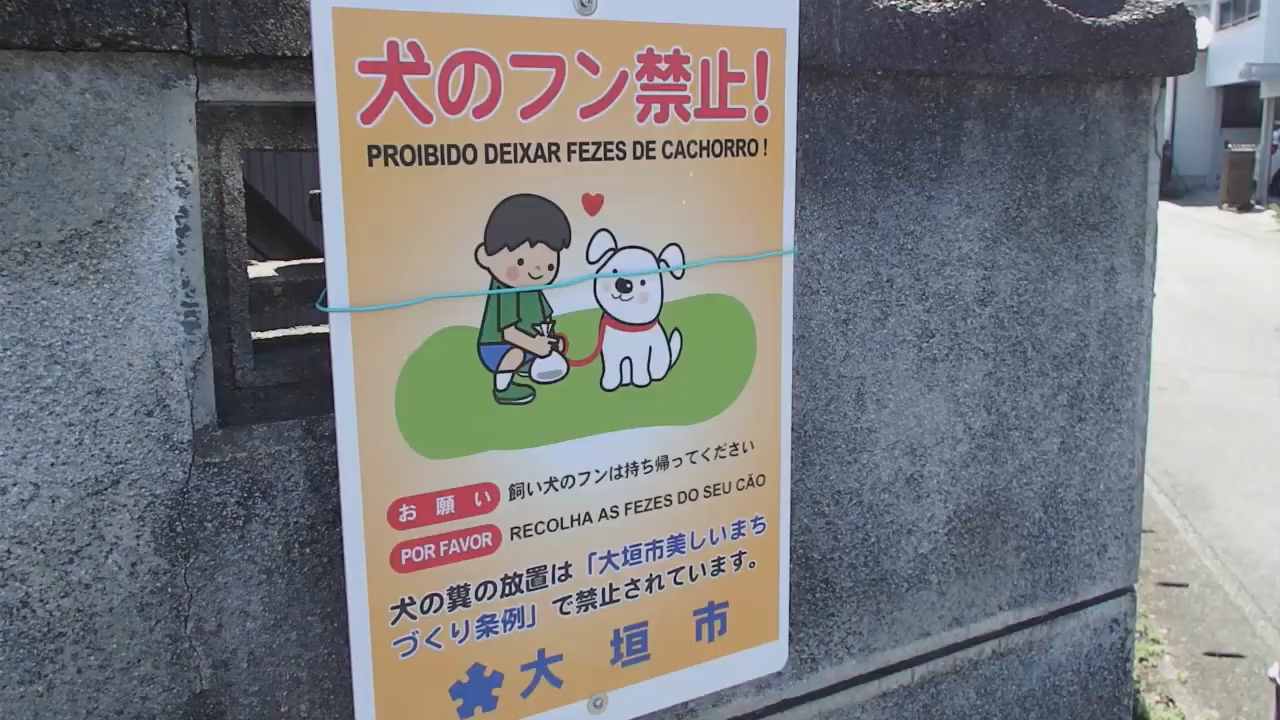 犬のフン禁止!
PROIBIDO DEIXAR FEZES DE CACHORRO !
お願い 飼い犬のフンは持ち帰ってください
POR FAVOR RECOLHA AS FEZES DO SEU CÃO
犬の糞の放置は「大垣市美しいまち
づくり条例」で禁止されています。
大垣市